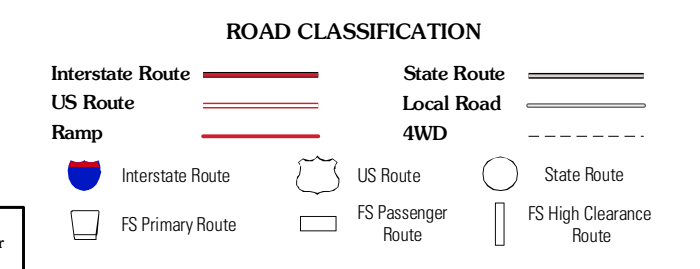 ROAD CLASSIFICATION
Interstate Route State Route
US Route Local Road
Ramp 4WD
Interstate Route US Route State Route
FS Primary Route
FS Passenger
Route
FS High Clearance
Route